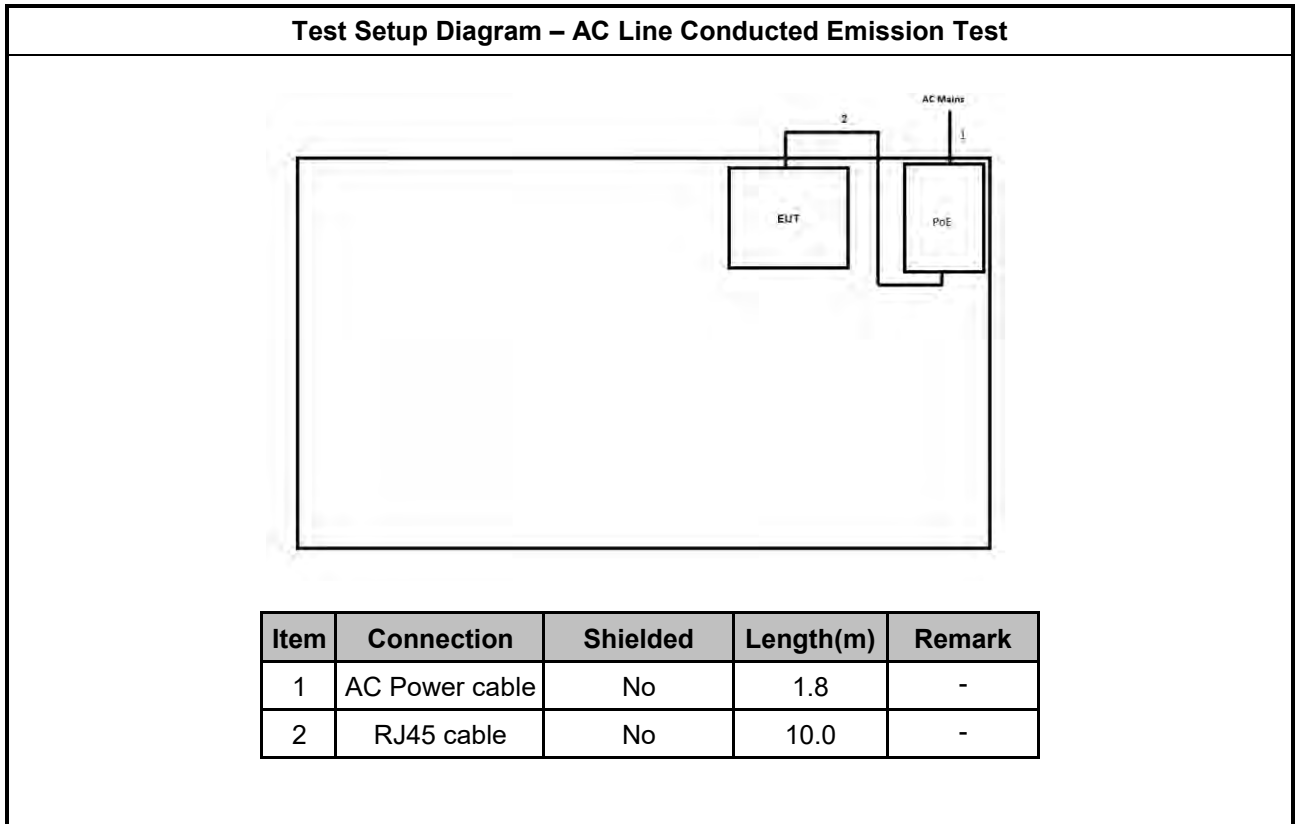 Test Setup Diagram – AC Line Conducted Emission Test
AC Mains
2
1
EUT
PoE
Item Connection Shielded Length(m) Remark
1 AC Power cable No 1.8 -
2 RJ45 cable No 10.0 -